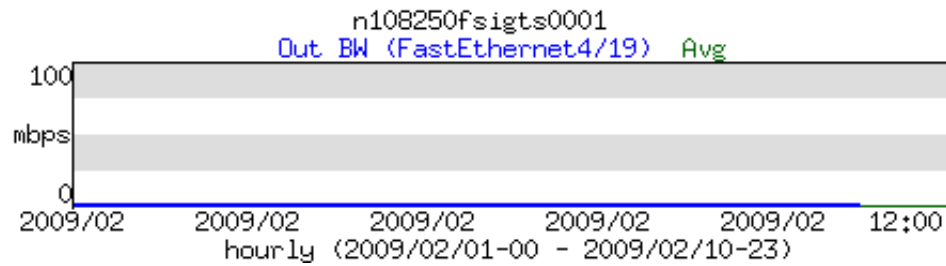 n108250fsigts0001
Out BW (FastEthernet4/19) Avg
100
mbps
0
2009/02 2009/02 2009/02 2009/02 2009/02 12:00
hourly (2009/02/01-00 - 2009/02/10-23)